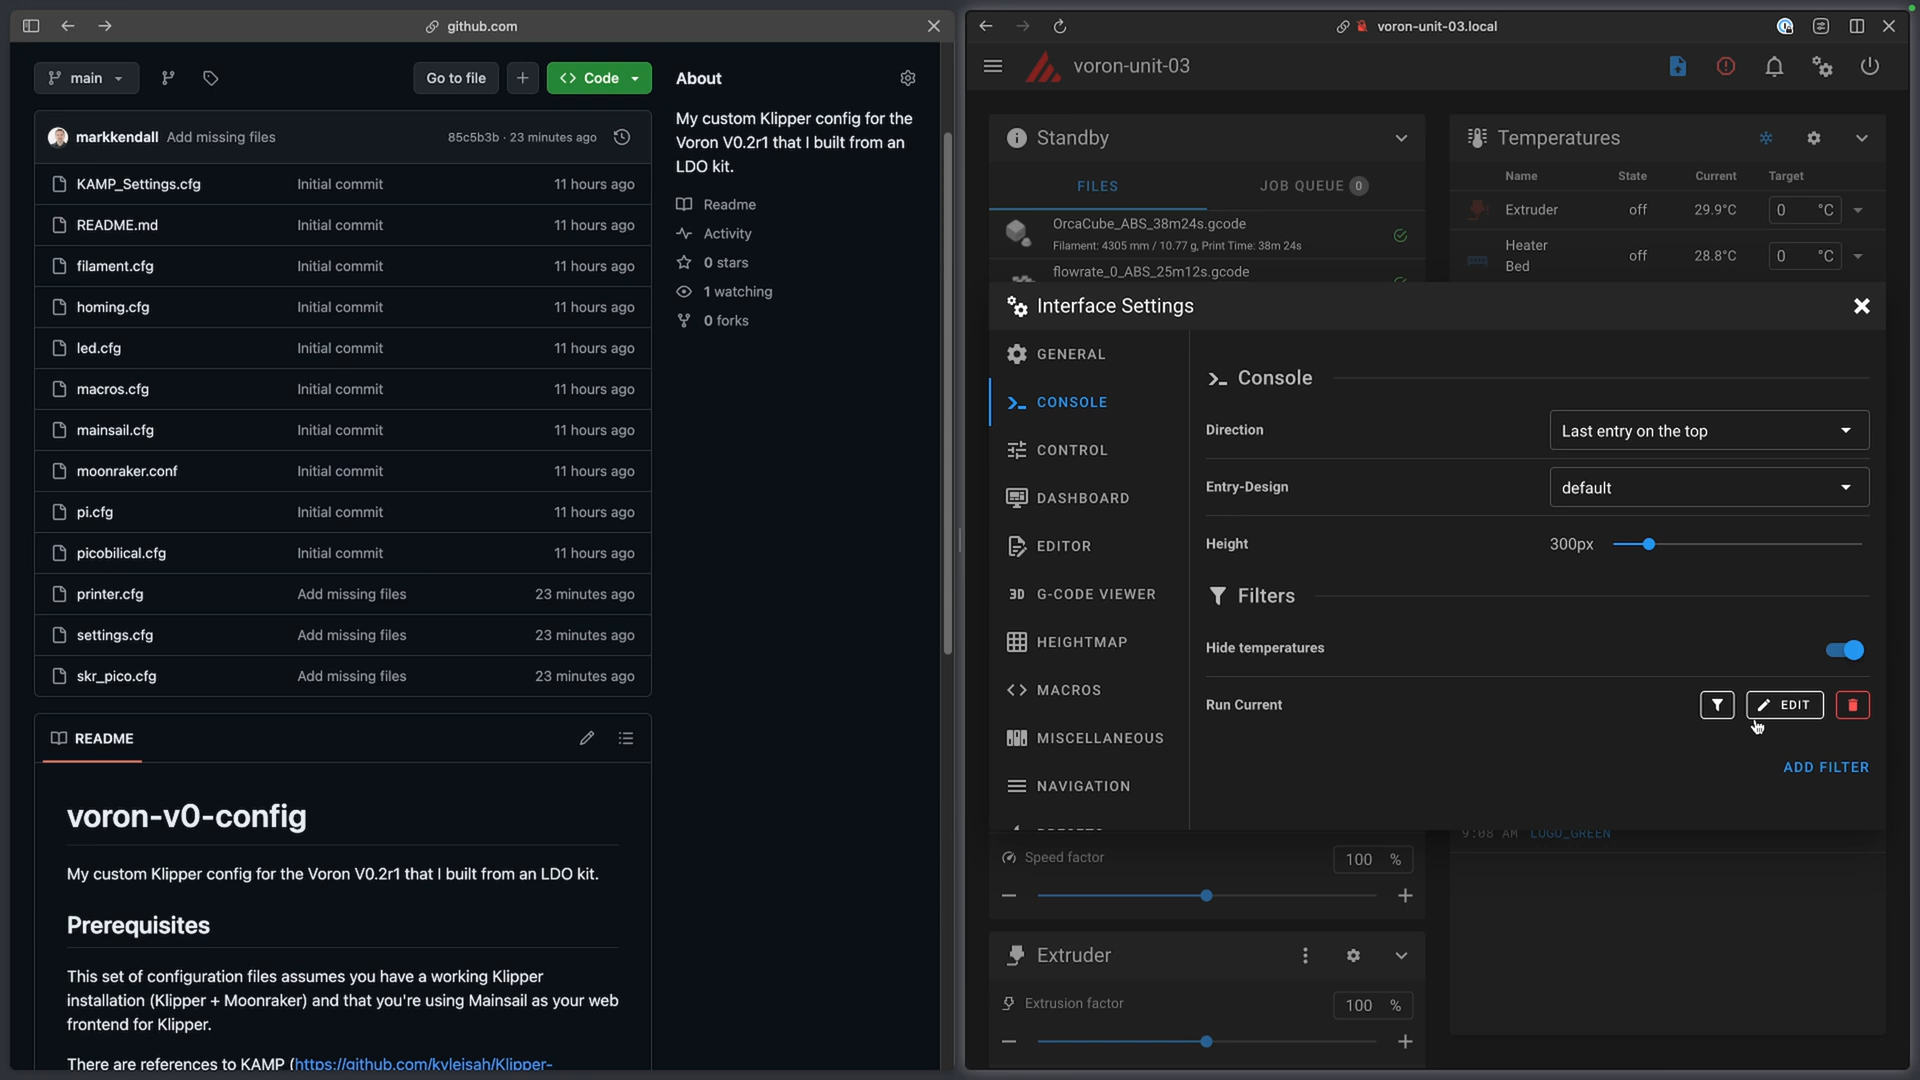 github.com
main
Go to file
Code
markkendall Add missing files 85c5b3b · 23 minutes ago
KAMP_Settings.cfg Initial commit 11 hours ago
README.md Initial commit 11 hours ago
filament.cfg Initial commit 11 hours ago
homing.cfg Initial commit 11 hours ago
led.cfg Initial commit 11 hours ago
macros.cfg Initial commit 11 hours ago
mainsail.cfg Initial commit 11 hours ago
moonraker.conf Initial commit 11 hours ago
pi.cfg Initial commit 11 hours ago
picobilical.cfg Initial commit 11 hours ago
printer.cfg Add missing files 23 minutes ago
settings.cfg Add missing files 23 minutes ago
skr_pico.cfg Add missing files 23 minutes ago
README
voron-v0-config
My custom Klipper config for the Voron V0.2r1 that I built from an LDO kit.
Prerequisites
This set of configuration files assumes you have a working Klipper
installation (Klipper + Moonraker) and that you're using Mainsail as your web
frontend for Klipper.
There are references to KAMP (https://github.com/kyleisah/Klipper-
About
My custom Klipper config for the
Voron V0.2r1 that I built from an
LDO kit.
Readme
Activity
0 stars
1 watching
0 forks
voron-unit-03.local
voron-unit-03
Standby
FILES
JOB QUEUE 0
OrcaCube_ABS_38m24s.gcode
Filament: 4305 mm / 10.77 g, Print Time: 38m 24s
flowrate_0_ABS_25m12s.gcode
Temperatures
Name State Current Target
Extruder off 29.9°C 0 °C
Heater
Bed
off 28.8°C 0 °C
Interface Settings
GENERAL
CONSOLE
CONTROL
DASHBOARD
EDITOR
3D G-CODE VIEWER
HEIGHTMAP
MACROS
MISCELLANEOUS
NAVIGATION
PRESETS
Console
Direction Last entry on the top
Entry-Design default
Height 300px
Filters
Hide temperatures
Run Current EDIT
ADD FILTER
9:08 AM LOGO_GREEN
Speed factor 100 %
Extruder
Extrusion factor 100 %